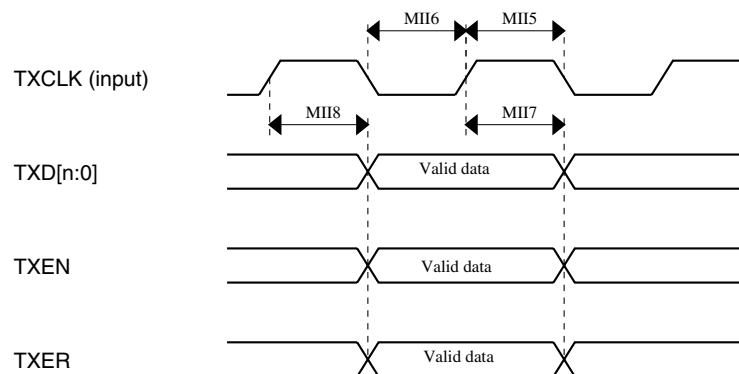 MII6 MII5
TXCLK (input)
MII8 MII7
TXD[n:0] Valid data
TXEN Valid data
TXER Valid data